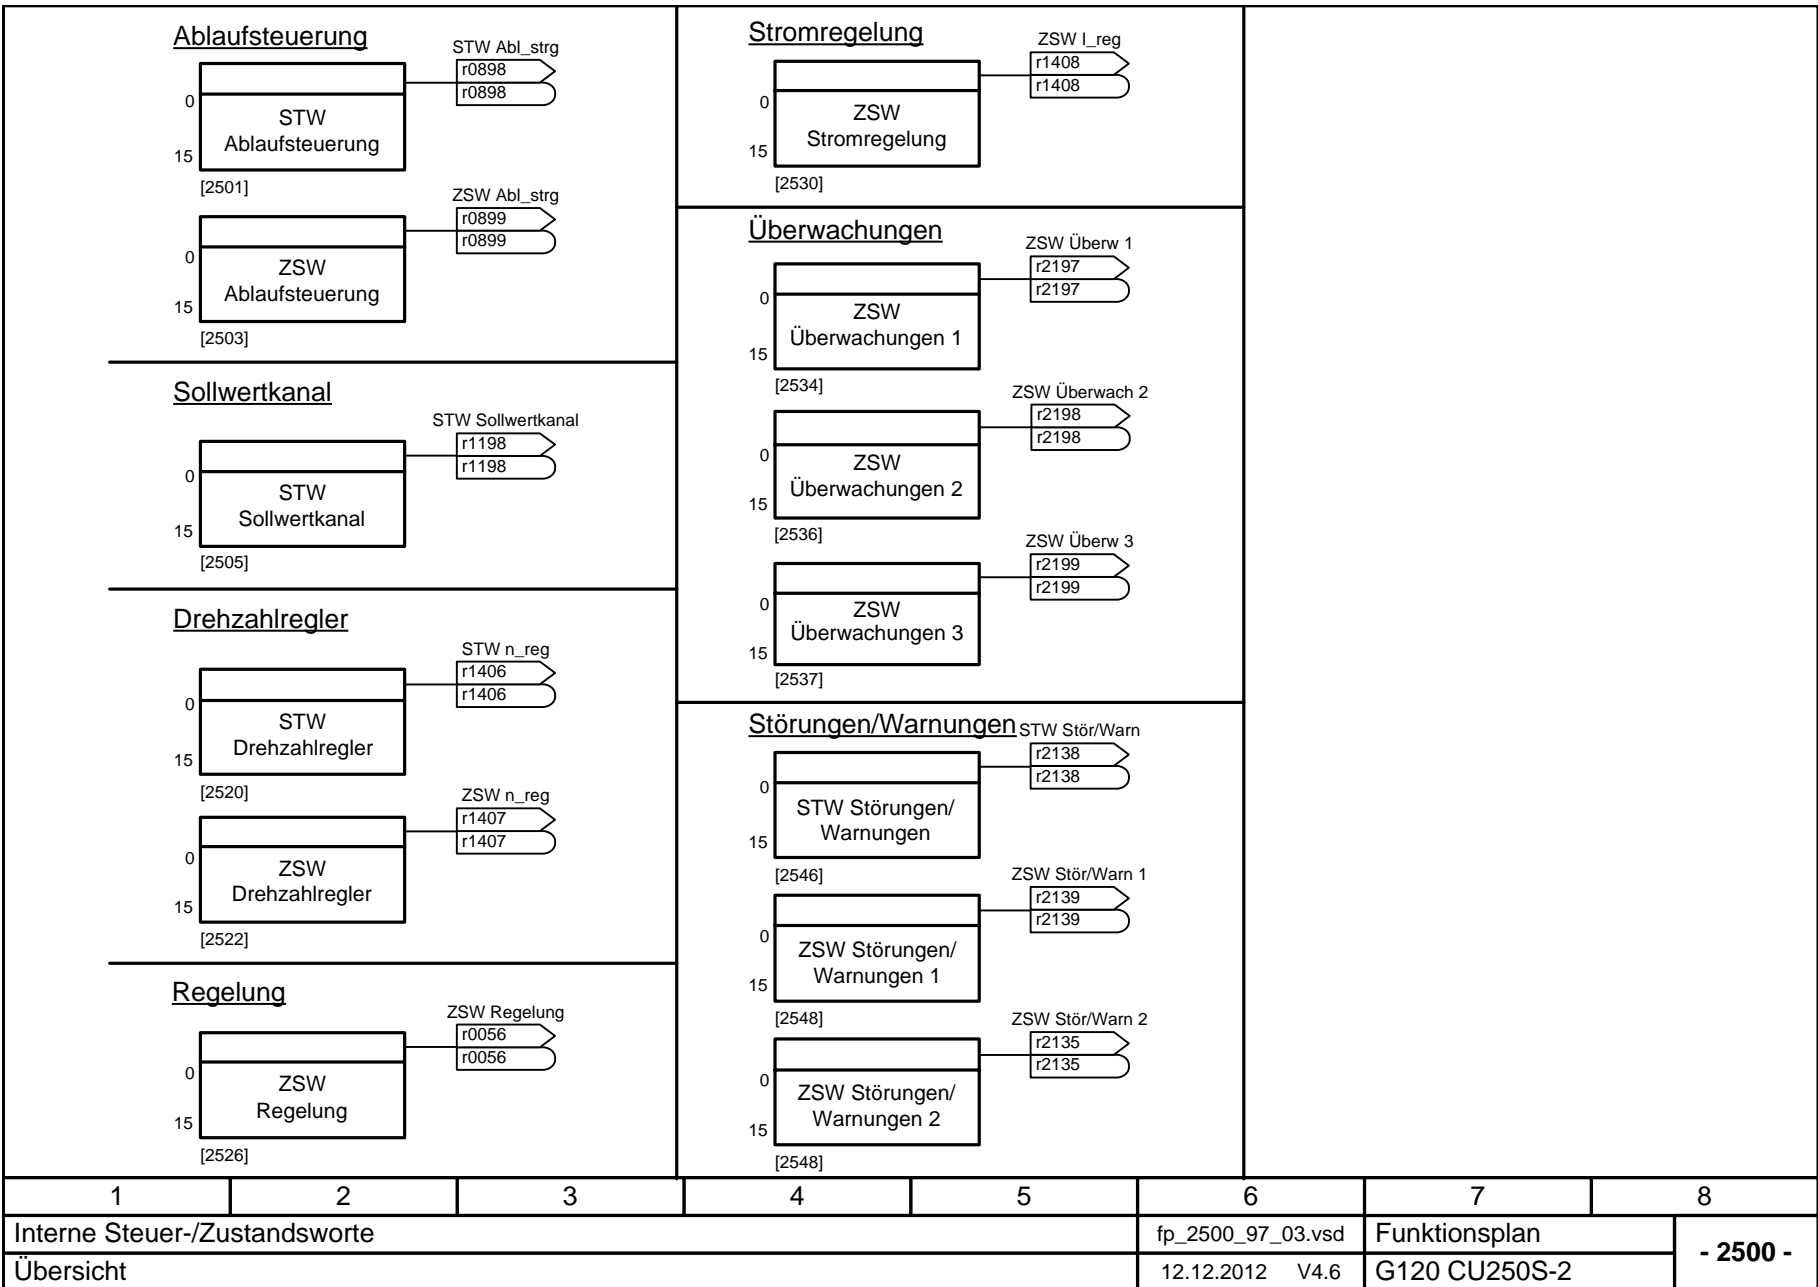 Ablaufsteuerung
STW Abl_strg
r0898
r0898
0
STW
Ablaufsteuerung
15
[2501]
ZSW Abl_strg
r0899
r0899
0
ZSW
Ablaufsteuerung
15
[2503]
Sollwertkanal
STW Sollwertkanal
r1198
r1198
0
STW
Sollwertkanal
15
[2505]
Drehzahlregler
STW n_reg
r1406
r1406
0
STW
Drehzahlregler
15
[2520]
ZSW n_reg
r1407
r1407
0
ZSW
Drehzahlregler
15
[2522]
Regelung
ZSW Regelung
r0056
r0056
0
ZSW
Regelung
15
[2526]
Stromregelung
ZSW I_reg
r1408
r1408
0
ZSW
Stromregelung
15
[2530]
Überwachungen
ZSW Überw 1
r2197
r2197
0
ZSW
Überwachungen 1
15
[2534]
ZSW Überwach 2
r2198
r2198
0
ZSW
Überwachungen 2
15
[2536]
ZSW Überw 3
r2199
r2199
0
ZSW
Überwachungen 3
15
[2537]
Störungen/Warnungen
STW Stör/Warn
r2138
r2138
0
STW Störungen/
Warnungen
15
[2546]
ZSW Stör/Warn 1
r2139
r2139
0
ZSW Störungen/
Warnungen 1
15
[2548]
ZSW Stör/Warn 2
r2135
r2135
0
ZSW Störungen/
Warnungen 2
15
[2548]
1 2 3 4 5 6 7 8
Interne Steuer-/Zustandsworte
fp_2500_97_03.vsd
Funktionsplan
- 2500 -
Übersicht
12.12.2012 V4.6
G120 CU250S-2